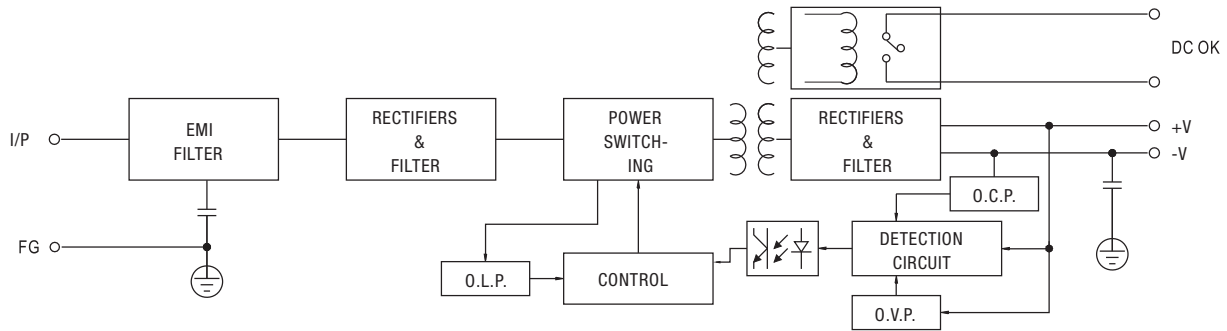 DC OK
I/P
EMI
FILTER
RECTIFIERS
&
FILTER
POWER
SWITCH-
ING
RECTIFIERS
&
FILTER
+V
-V
O.C.P.
FG
O.L.P.
CONTROL
DETECTION
CIRCUIT
O.V.P.